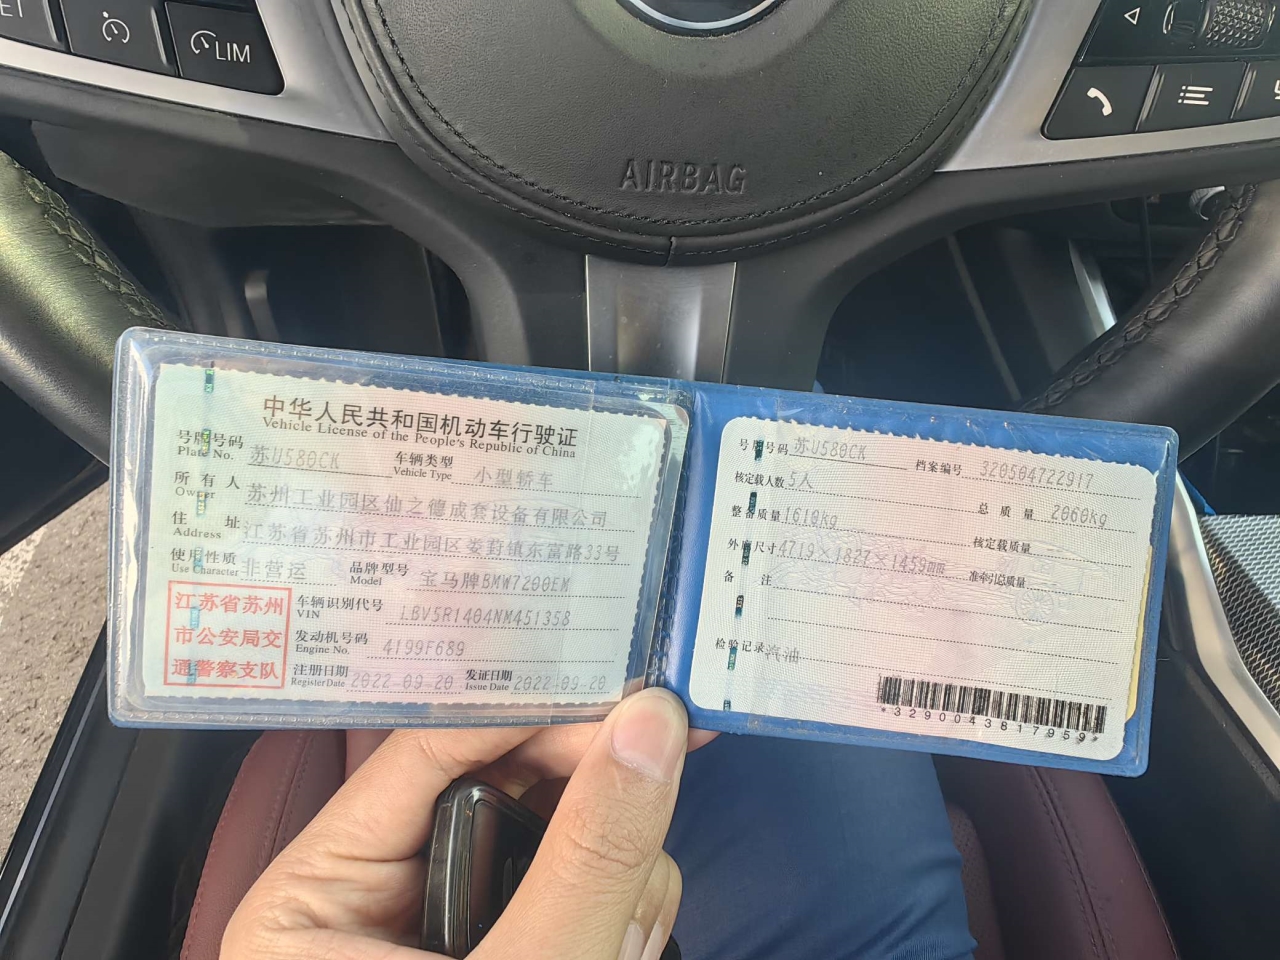 LIM
AIRBAG
中华人民共和国机动车行驶证
Vehicle License of the People's Republic of China
号牌号码 苏U580CK 车辆类型 小型轿车
Plate No. Vehicle Type
所有人 苏州工业园区仙之德成套设备有限公司
Owner
住址 江苏省苏州市工业园区娄葑镇东富路33号
Address
使用性质 非营运 品牌型号 宝马牌BMW7200EM
Use Character Model
江苏省苏州
市公安局交
通警察支队
车辆识别代号 LBV5R1404NM451358
VIN
发动机号码 4199F689
Engine No.
注册日期 2022-09-20 发证日期 2022-09-20
Register Date Issue Date
号牌号码 苏U580CK 档案编号 320504722917
核定载人数 5人 总质量 2060kg
整备质量 1610kg 核定载质量
外廓尺寸 4719×1827×1459mm 准牵引总质量
备注
检验记录 汽油
*3290043817959*